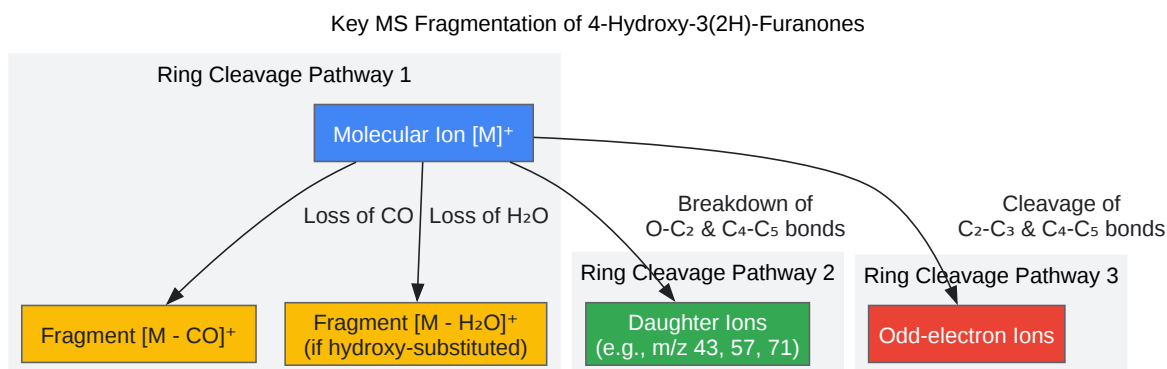 Key MS Fragmentation of 4-Hydroxy-3(2H)-Furanones
Ring Cleavage Pathway 1
Molecular Ion [M]⁺
Loss of CO
Loss of H₂O
Breakdown of
O-C₂ & C₄-C₅ bonds
Cleavage of
C₂-C₃ & C₄-C₅ bonds
Ring Cleavage Pathway 2
Ring Cleavage Pathway 3
Fragment [M - CO]⁺
Fragment [M - H₂O]⁺
(if hydroxy-substituted)
Daughter Ions
(e.g., m/z 43, 57, 71)
Odd-electron Ions